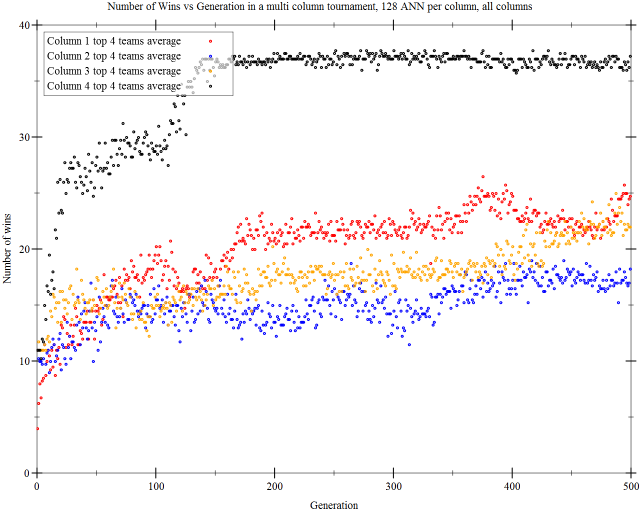 Number of Wins vs Generation in a multi column tournament, 128 ANN per column, all columns
40
Column 1 top 4 teams average
Column 2 top 4 teams average
Column 3 top 4 teams average
Column 4 top 4 teams average
30
Number of wins
20
10
0
0 100 200 300 400 500
Generation